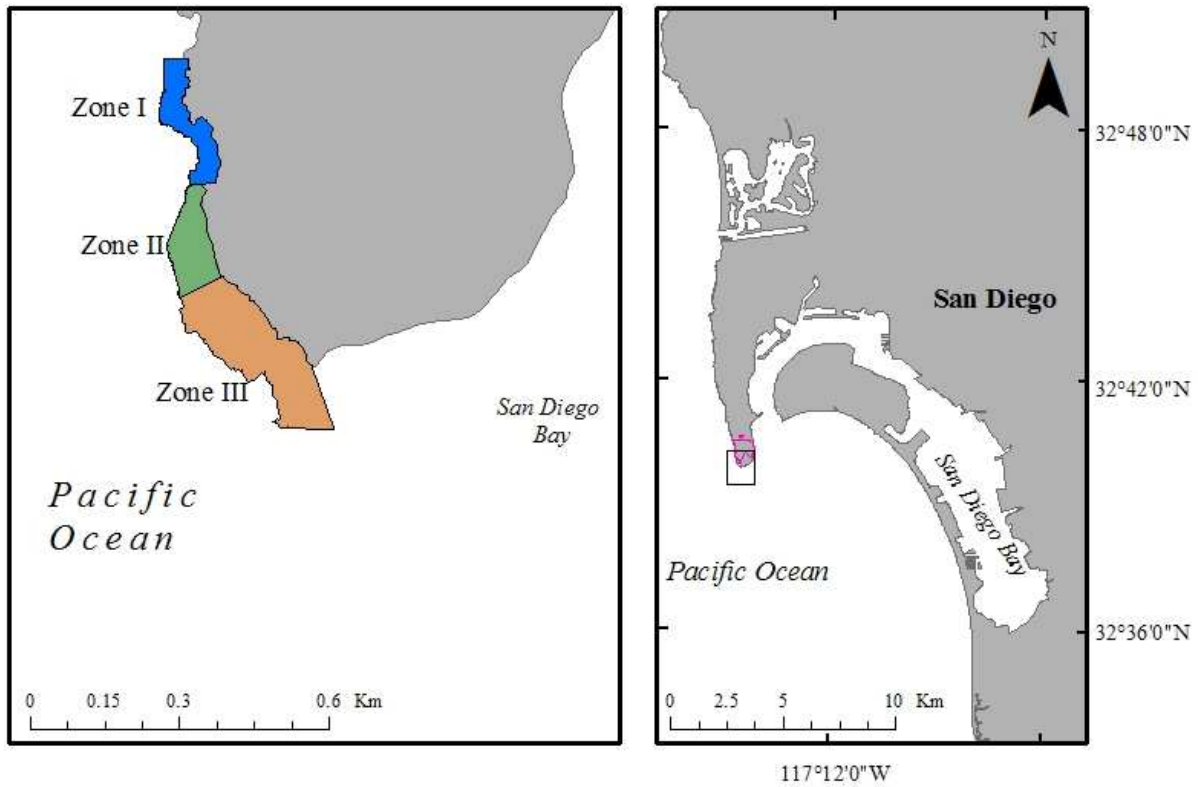 Zone I
Zone II
Zone III
San Diego
Bay
Pacific
Ocean
0 0.15 0.3 0.6 Km
N
32°48'0"N
San Diego
32°42'0"N
San Diego Bay
Pacific Ocean
32°36'0"N
0 2.5 5 10 Km
117°12'0"W